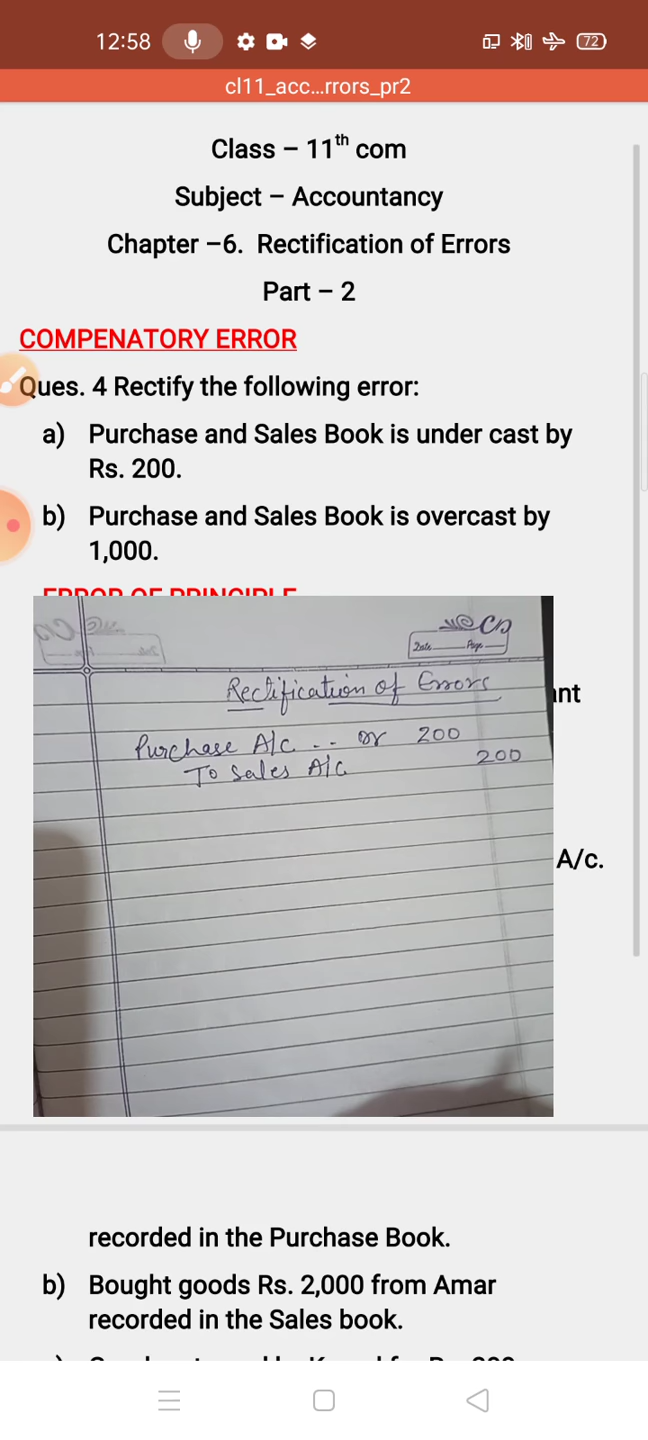 12:58
72
cl11_acc...rrors_pr2
Class – 11th com
Subject – Accountancy
Chapter –6. Rectification of Errors
Part – 2
COMPENATORY ERROR
Ques. 4 Rectify the following error:
a) Purchase and Sales Book is under cast by
Rs. 200.
b) Purchase and Sales Book is overcast by
1,000.
ERROR OF PRINCIPLE
Date Page
Rectification of Errors
Purchase A/c .. Dr 200
To Sales A/c 200
A/c.
recorded in the Purchase Book.
b) Bought goods Rs. 2,000 from Amar
recorded in the Sales book.